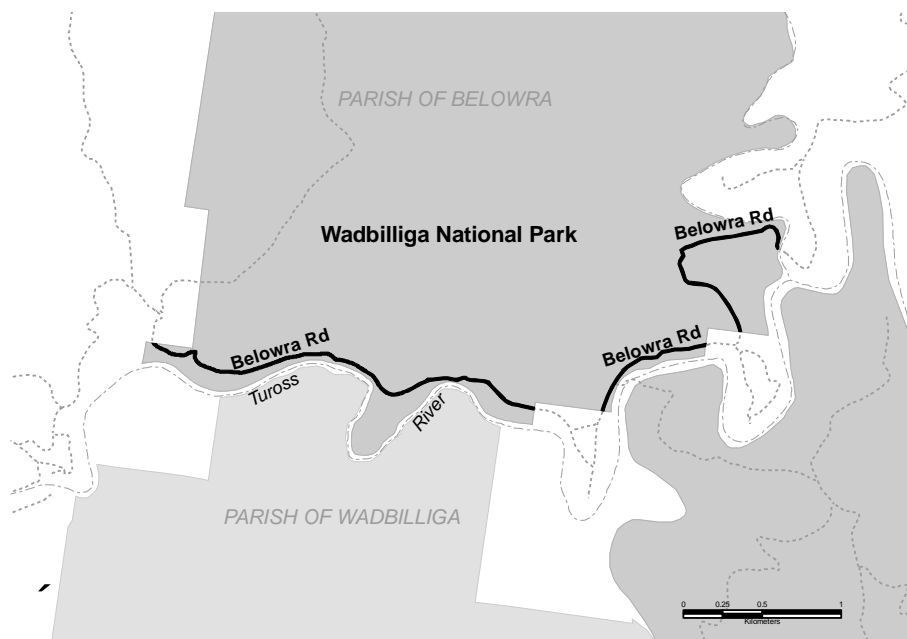 PARISH OF BELOWRA
Belowra Rd
Wadbilliga National Park
Belowra Rd
Belowra Rd
Tuross
River
PARISH OF WADBILLIGA
0 0.25 0.5 1
Kilometers